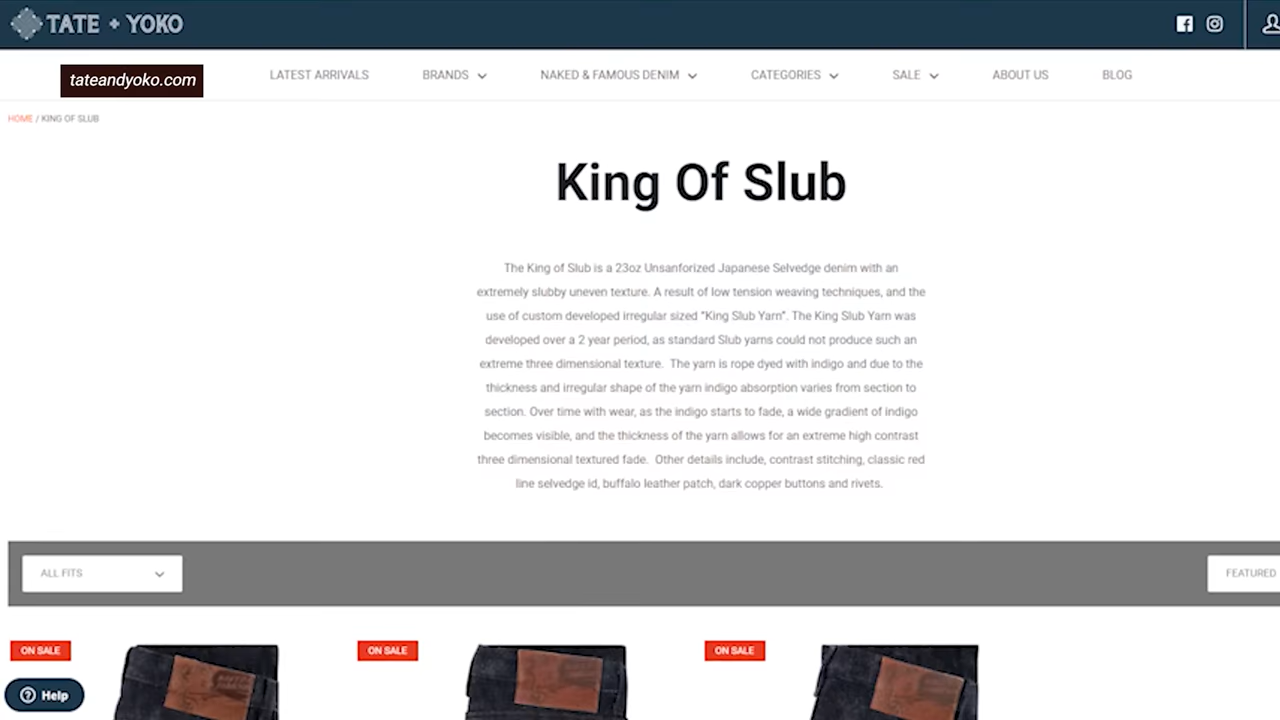 TATE + YOKO
tateandyoko.com
LATEST ARRIVALS BRANDS NAKED & FAMOUS DENIM CATEGORIES SALE ABOUT US BLOG
HOME / KING OF SLUB
King Of Slub
The King of Slub is a 23oz Unsanforized Japanese Selvedge denim with an
extremely slubby uneven texture. A result of low tension weaving techniques, and the
use of custom developed irregular sized “King Slub Yarn”. The King Slub Yarn was
developed over a 2 year period, as standard Slub yarns could not produce such an
extreme three dimensional texture. The yarn is rope dyed with indigo and due to the
thickness and irregular shape of the yarn indigo absorption varies from section to
section. Over time with wear, as the indigo starts to fade, a wide gradient of indigo
becomes visible, and the thickness of the yarn allows for an extreme high contrast
three dimensional textured fade. Other details include, contrast stitching, classic red
line selvedge id, buffalo leather patch, dark copper buttons and rivets.
ALL FITS FEATURED
ON SALE ON SALE ON SALE
Help